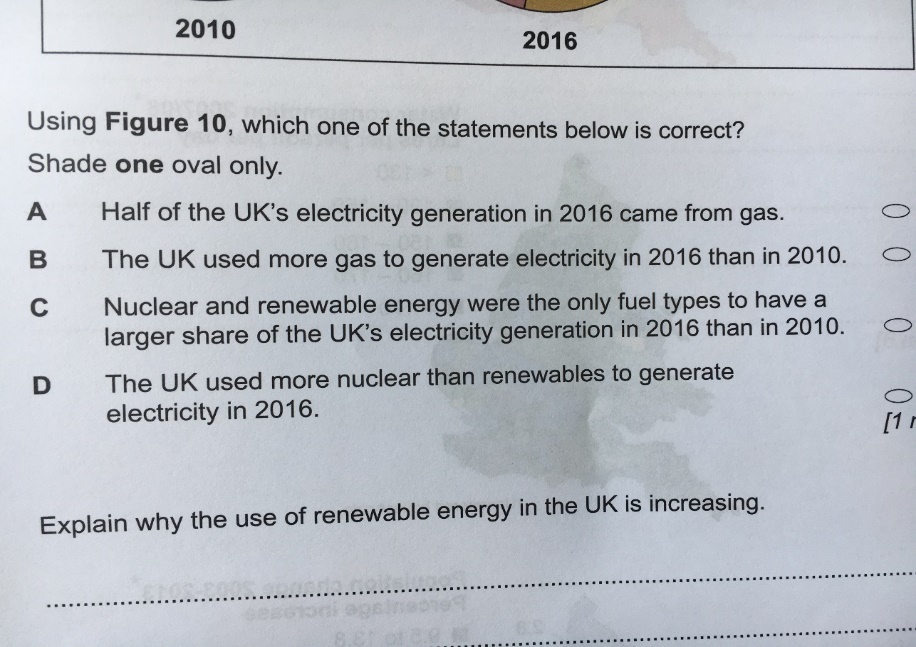 2010
2016
Using Figure 10, which one of the statements below is correct?
Shade one oval only.
A Half of the UK's electricity generation in 2016 came from gas.
B The UK used more gas to generate electricity in 2016 than in 2010.
C Nuclear and renewable energy were the only fuel types to have a
larger share of the UK's electricity generation in 2016 than in 2010.
D The UK used more nuclear than renewables to generate
electricity in 2016.
[1
Explain why the use of renewable energy in the UK is increasing.